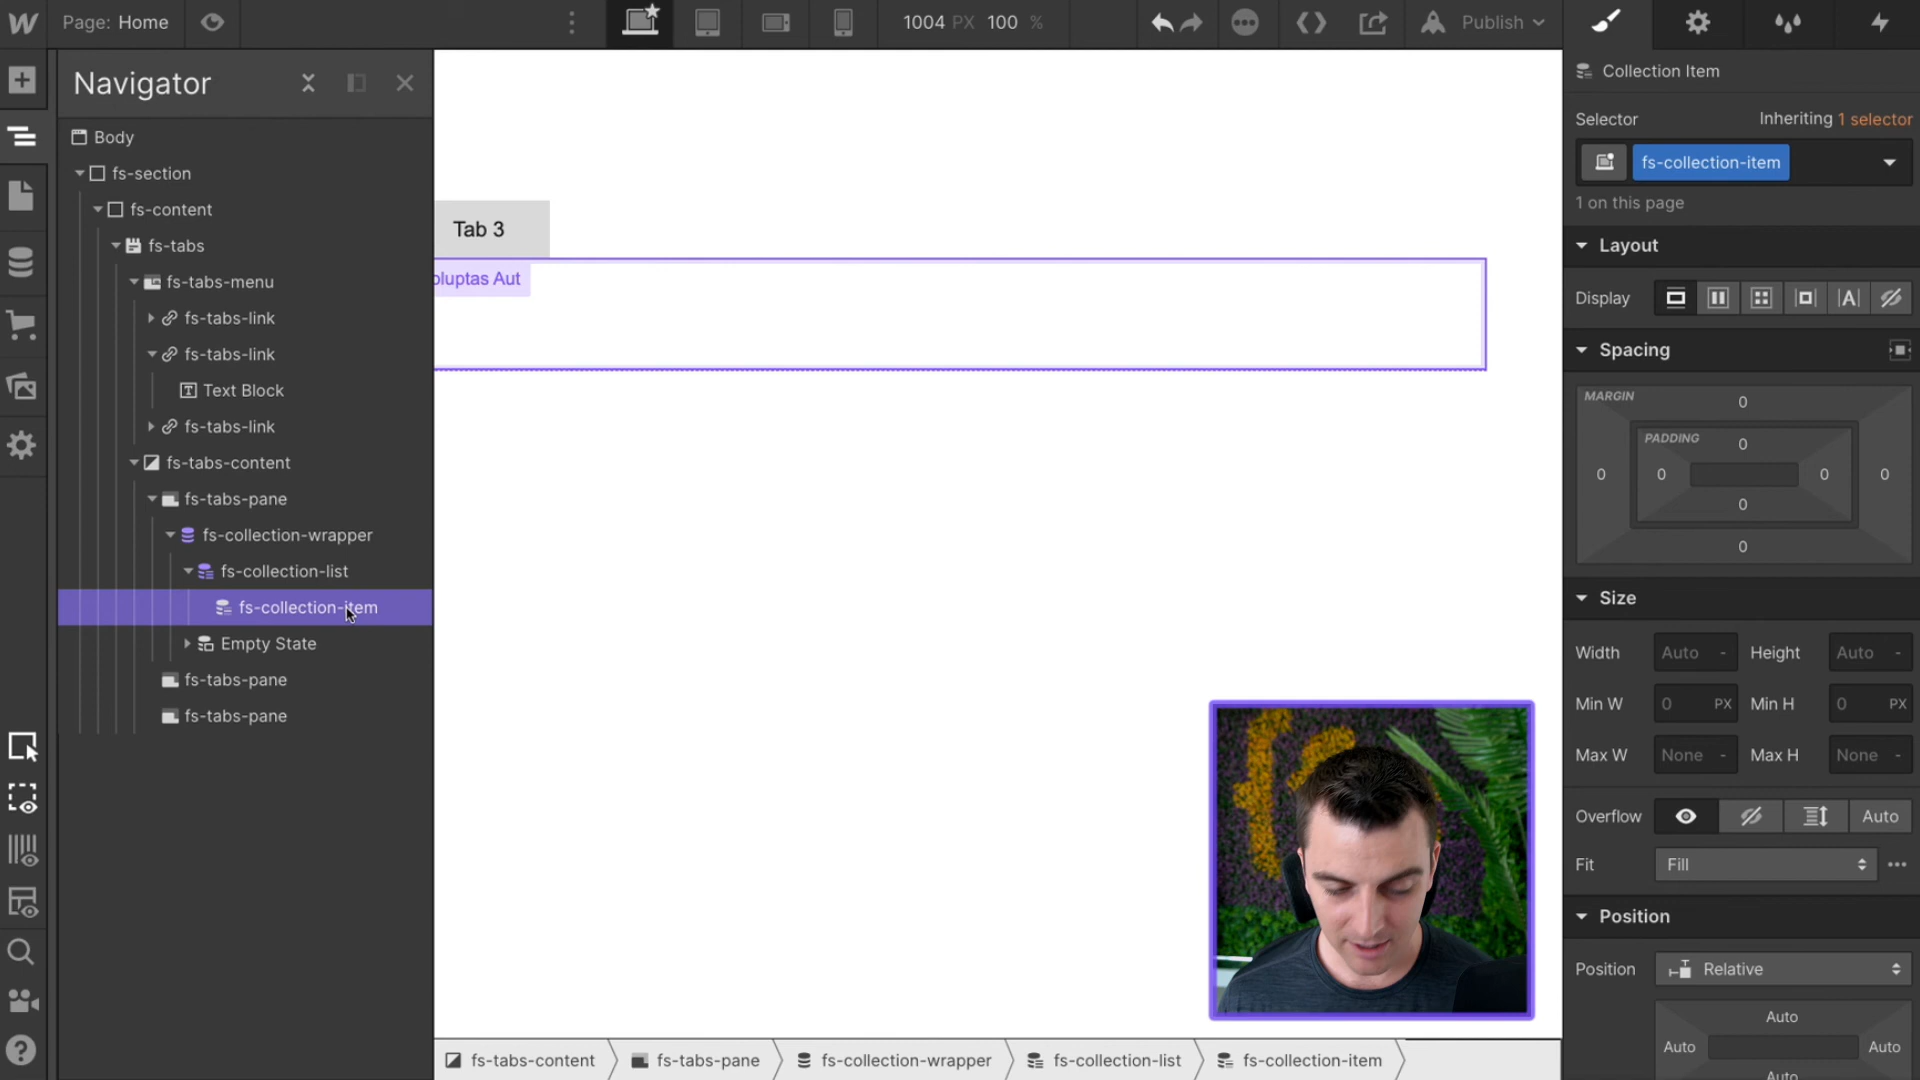 Page: Home
1004 PX 100 %
Publish
Navigator
Body
fs-section
fs-content
fs-tabs
fs-tabs-menu
fs-tabs-link
fs-tabs-link
Text Block
fs-tabs-link
fs-tabs-content
fs-tabs-pane
fs-collection-wrapper
fs-collection-list
fs-collection-item
Empty State
fs-tabs-pane
fs-tabs-pane
Tab 3
oluptas Aut
fs-tabs-content
fs-tabs-pane
fs-collection-wrapper
fs-collection-list
fs-collection-item
Collection Item
Selector Inheriting 1 selector
fs-collection-item
1 on this page
Layout
Display
Spacing
MARGIN
0
PADDING
0
0 0 0 0
0
0
Size
Width Auto - Height Auto -
Min W 0 PX Min H 0 PX
Max W None - Max H None -
Overflow Auto
Fit Fill
Position
Position Relative
Auto
Auto Auto
Auto